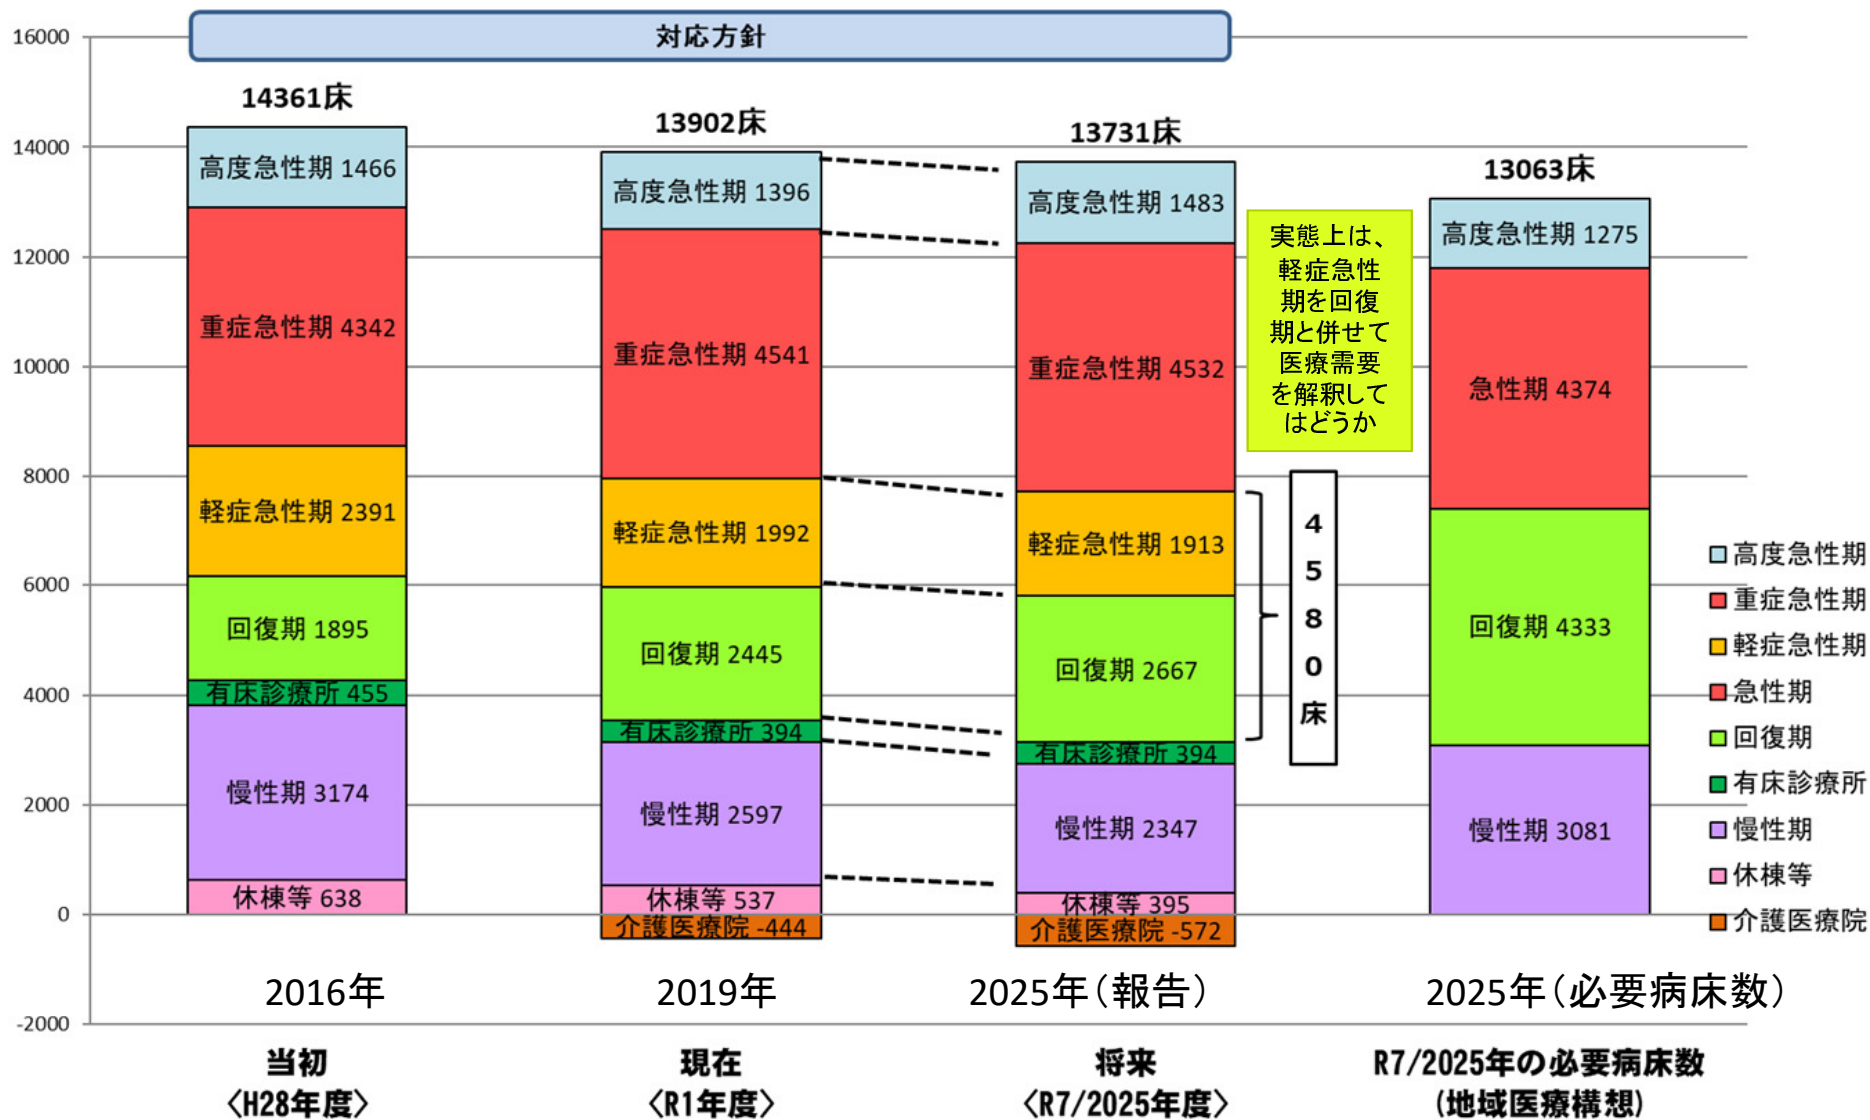 対応方針
16000
14000
12000
10000
8000
6000
4000
2000
0
-2000
14361床
高度急性期 1466
重症急性期 4342
軽症急性期 2391
回復期 1895
有床診療所 455
慢性期 3174
休棟等 638
13902床
高度急性期 1396
重症急性期 4541
軽症急性期 1992
回復期 2445
有床診療所 394
慢性期 2597
休棟等 537
介護医療院 -444
13731床
高度急性期 1483
重症急性期 4532
軽症急性期 1913
回復期 2667
有床診療所 394
慢性期 2347
休棟等 395
介護医療院 -572
実態上は、
軽症急性
期を回復
期と併せて
医療需要
を解釈して
はどうか
4580床
13063床
高度急性期 1275
急性期 4374
回復期 4333
慢性期 3081
高度急性期
重症急性期
軽症急性期
急性期
回復期
有床診療所
慢性期
休棟等
介護医療院
2016年
2019年
2025年(報告)
2025年(必要病床数)
当初
〈H28年度〉
現在
〈R1年度〉
将来
〈R7/2025年度〉
R7/2025年の必要病床数
(地域医療構想)